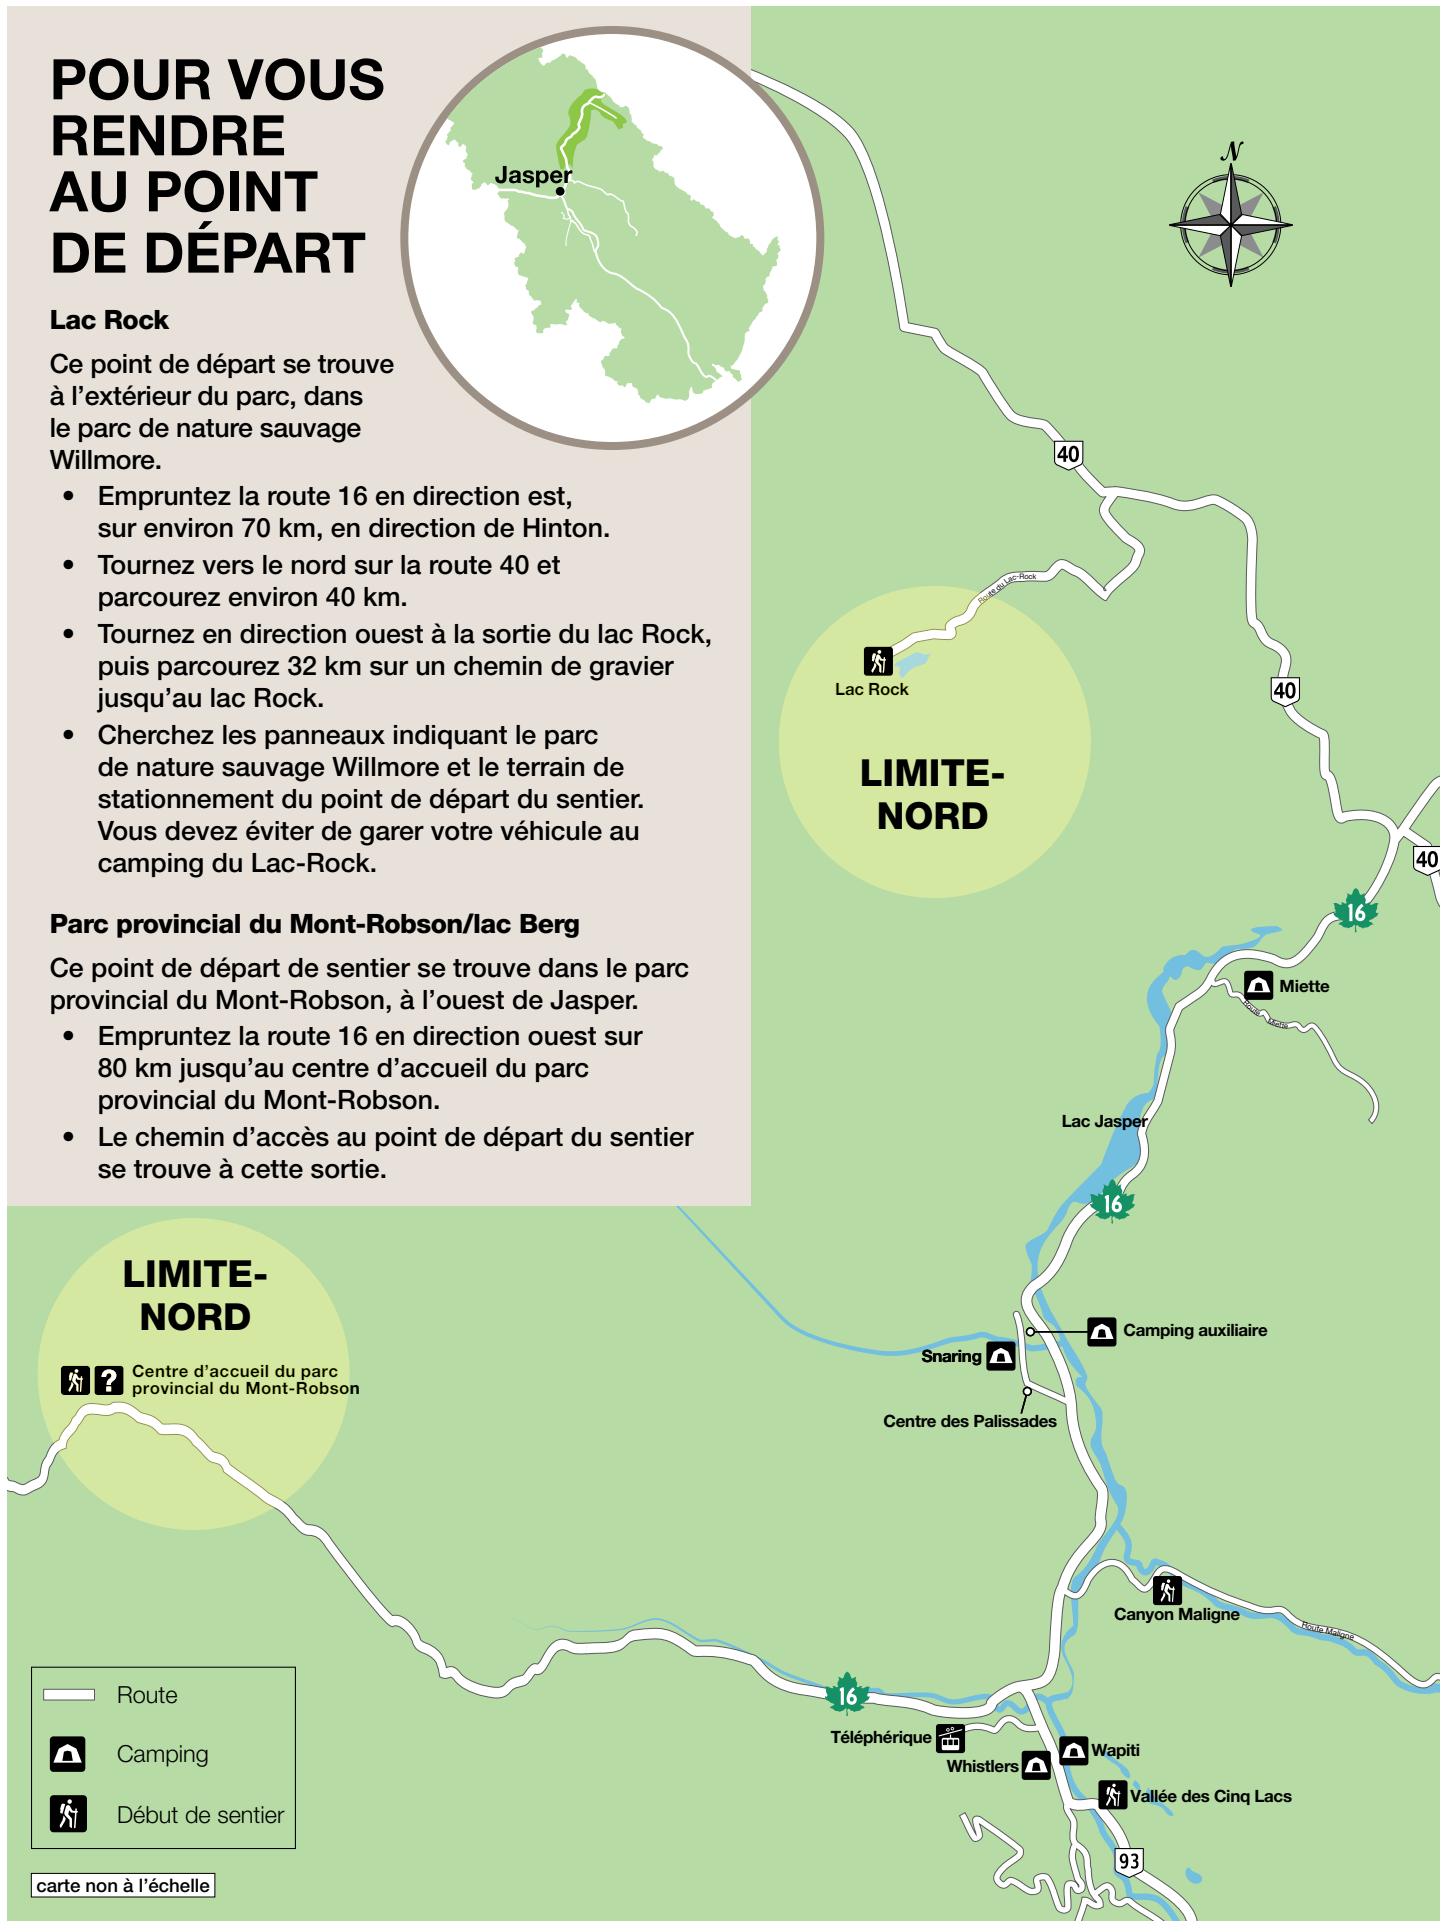 POUR VOUS
RENDRE
AU POINT
DE DÉPART
Jasper
Lac Rock
Ce point de départ se trouve
à l'extérieur du parc, dans
le parc de nature sauvage
Willmore.
• Empruntez la route 16 en direction est,
sur environ 70 km, en direction de Hinton.
• Tournez vers le nord sur la route 40 et
parcourez environ 40 km.
• Tournez en direction ouest à la sortie du lac Rock,
puis parcourez 32 km sur un chemin de gravier
jusqu'au lac Rock.
• Cherchez les panneaux indiquant le parc
de nature sauvage Willmore et le terrain de
stationnement du point de départ du sentier.
Vous devez éviter de garer votre véhicule au
camping du Lac-Rock.
Parc provincial du Mont-Robson/lac Berg
Ce point de départ de sentier se trouve dans le parc
provincial du Mont-Robson, à l'ouest de Jasper.
• Empruntez la route 16 en direction ouest sur
80 km jusqu'au centre d'accueil du parc
provincial du Mont-Robson.
• Le chemin d'accès au point de départ du sentier
se trouve à cette sortie.
N
40
Route du Lac-Rock
Lac Rock
LIMITE-
NORD
40
40
16
Miette
Route Miette
Lac Jasper
16
LIMITE-
NORD
?
Centre d'accueil du parc
provincial du Mont-Robson
Camping auxiliaire
Snaring
Centre des Palissades
Canyon Maligne
Route Maligne
16
Téléphérique
Whistlers
Wapiti
Vallée des Cinq Lacs
93
Route
Camping
Début de sentier
carte non à l'échelle